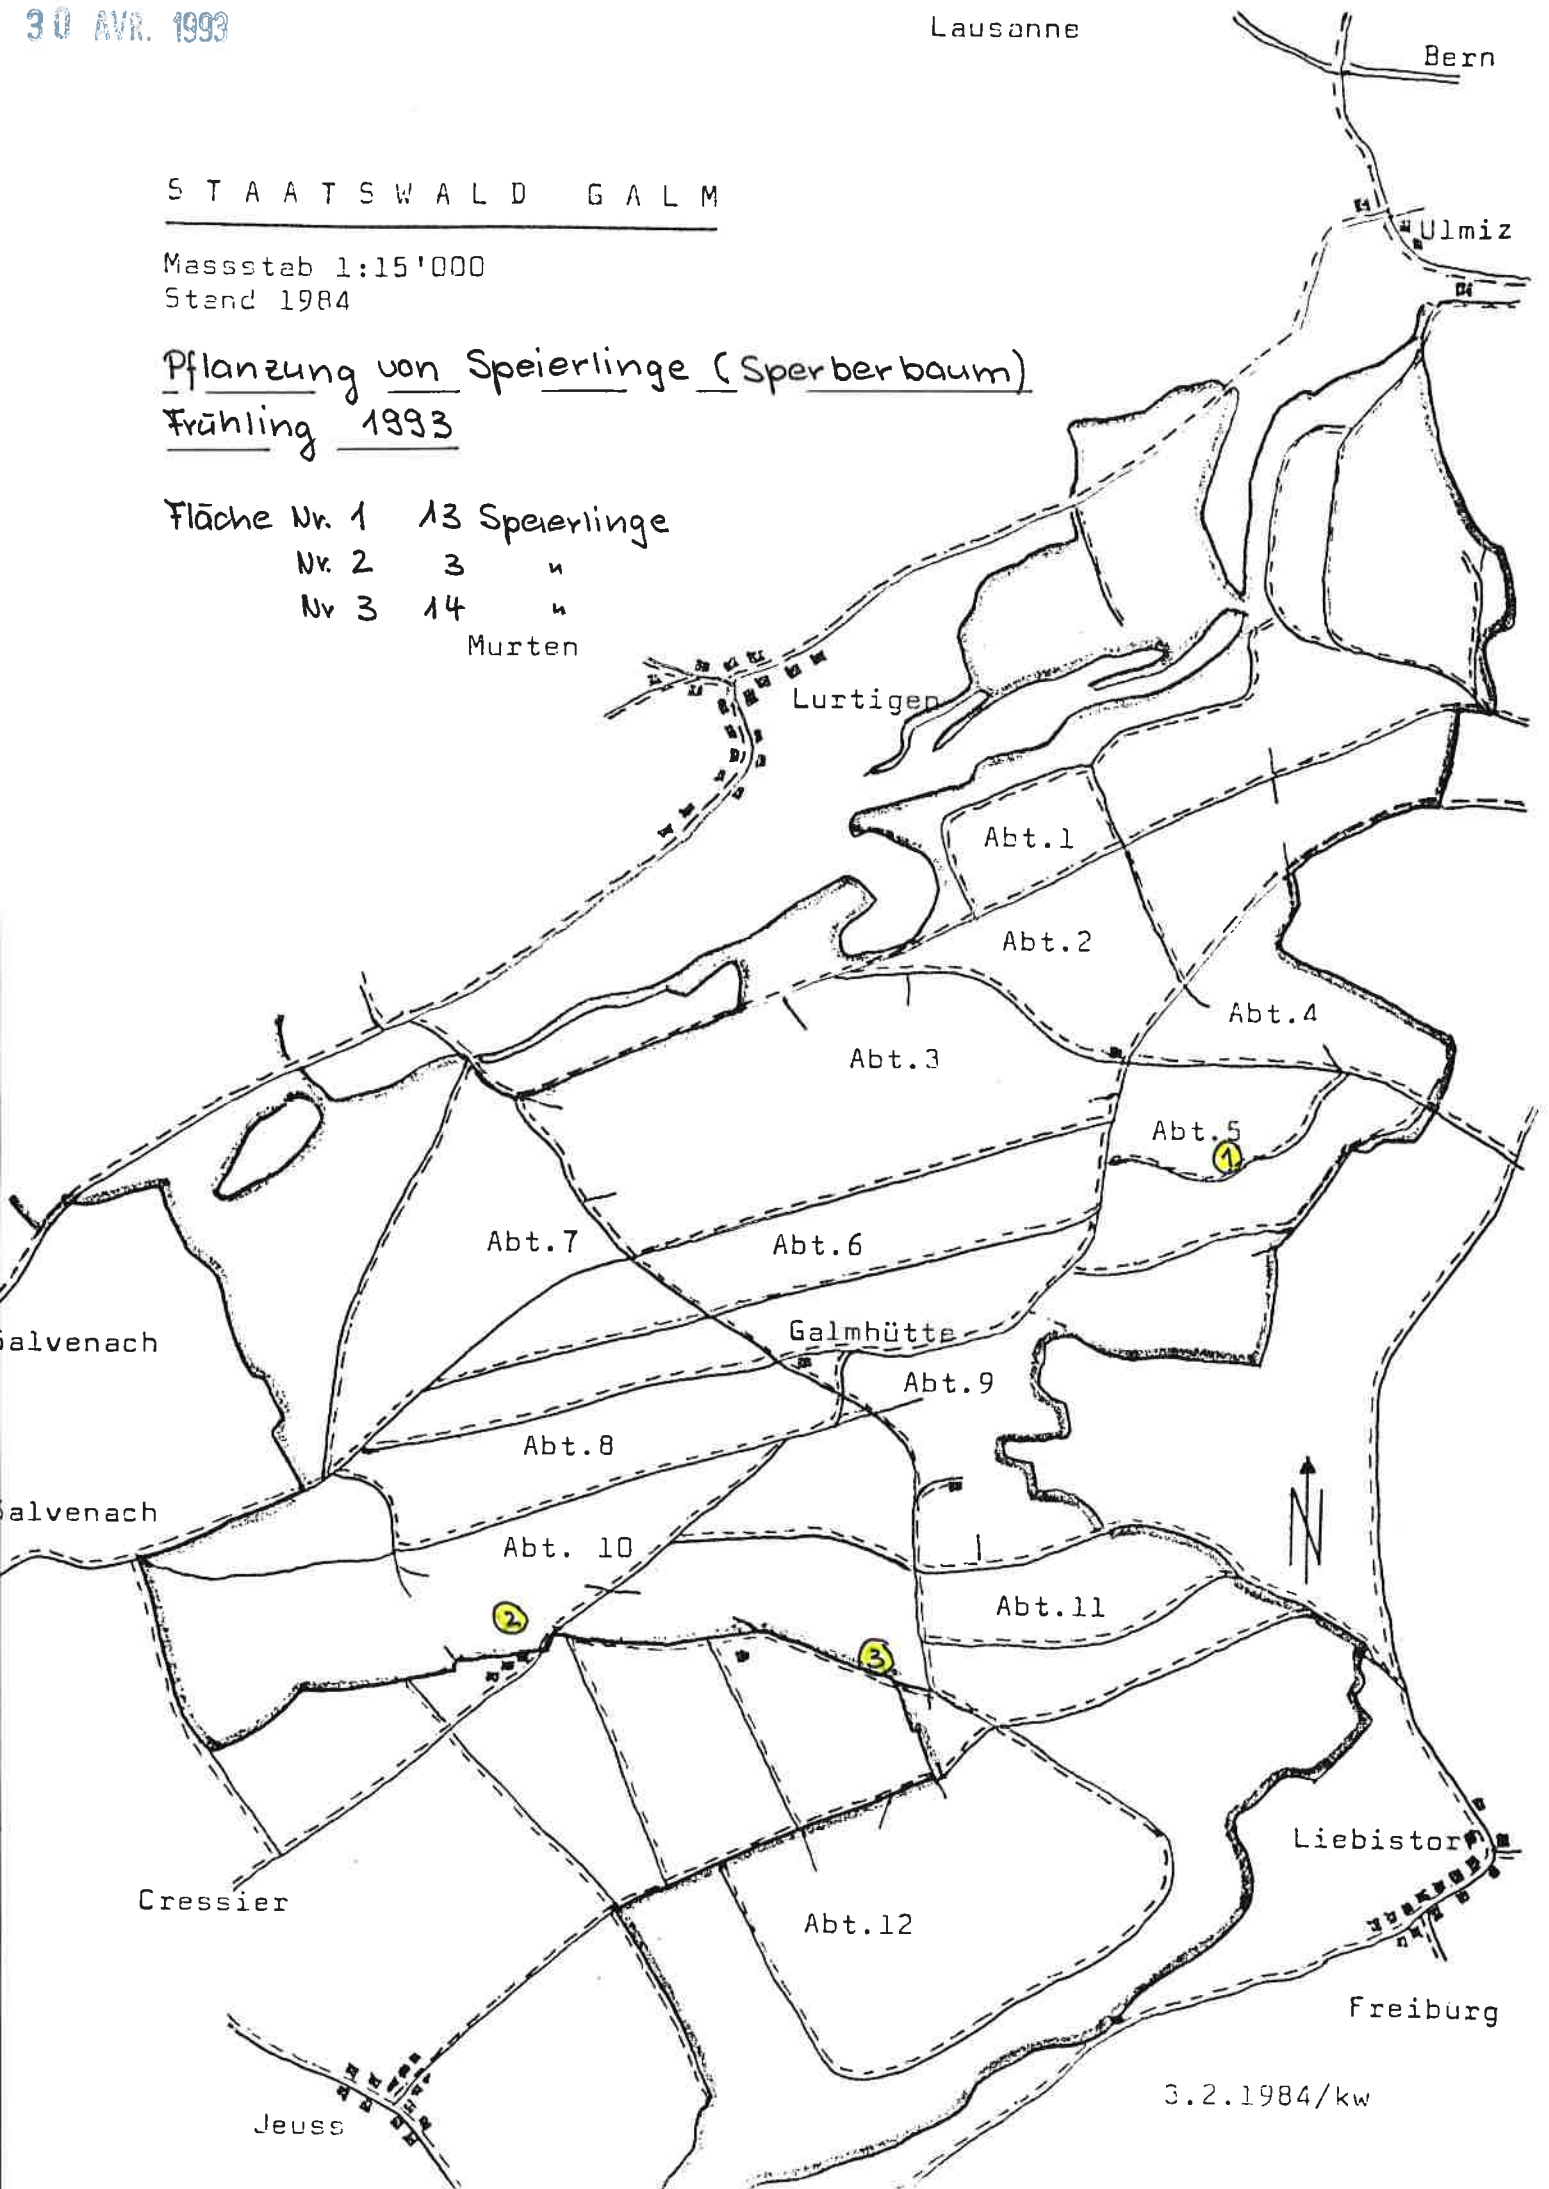 30 AVR. 1993
Lausanne
Bern
STAATSWALD GALM
Massstab 1:15'000
Stand 1984
Ulmiz
Pflanzung von Speierlinge (Sperberbaum)
Frühling 1993
Fläche Nr. 1 13 Speierlinge
Nr. 2 3 "
Nr 3 14 "
Murten
Lurtigen
Abt.1
Abt.2
Abt.4
Abt.3
Abt.5
1
Abt.7
Abt.6
Galmhütte
alvenach
Abt.9
Abt.8
alvenach
N
Abt. 10
Abt.11
2
3
Liebistorf
Cressier
Abt.12
Freiburg
3.2.1984/kw
Jeuss